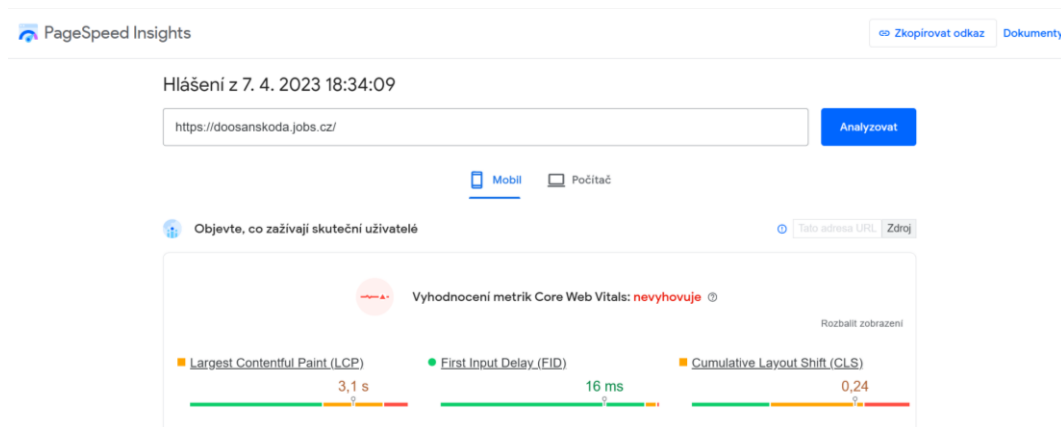 PageSpeed Insights
Zkopírovat odkaz Dokumenty
Hlášení z 7. 4. 2023 18:34:09
https://doosanskoda.jobs.cz/ Analyzovat
Mobil Počítač
Objevte, co zažívají skuteční uživatelé Tato adresa URL Zdroj
Vyhodnocení metrik Core Web Vitals: nevyhovuje
Rozbalit zobrazení
Largest Contentful Paint (LCP) First Input Delay (FID) Cumulative Layout Shift (CLS)
3,1 s 16 ms 0,24